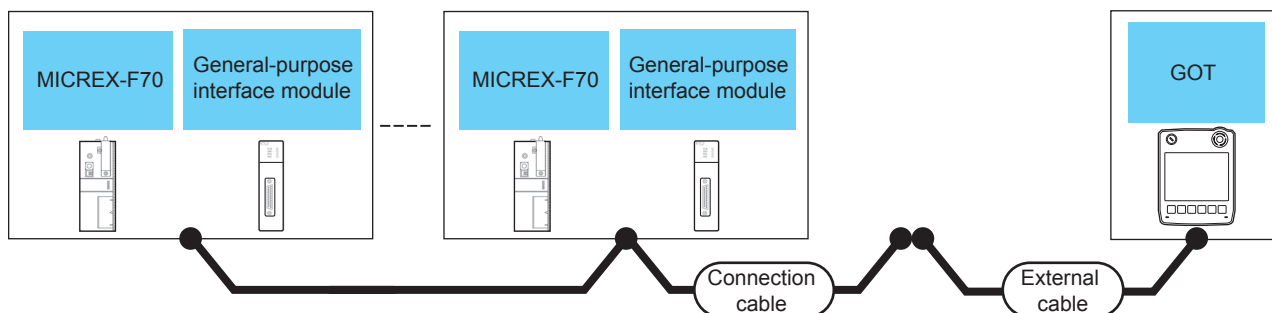 MICREX-F70
General-purpose
interface module
MICREX-F70
General-purpose
interface module
GOT
Connection
cable
External
cable